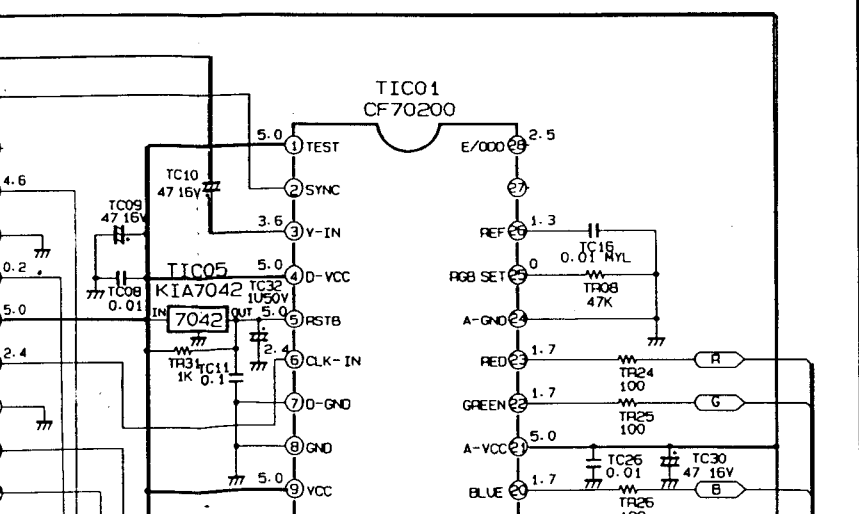 TIC01
CF70200
5.0
1 TEST
E/ODD 28
2.5
TC10
47 16V
4.6
2 SYNC
27
TC09
47 16V
3.6
3 Y-IN
REF 26
1.3
TC16
0.01 MYL
0.2
TIC05
KIA7042
5.0
4 D-VCC
RGB SET 25
0
TC08
0.01
TC32
1U50V
TR08
47K
5.0
IN
7042
OUT
5.0
5 RSTB
A-GND 24
2.4
TR31
1K
TC11
0.1
2.4
6 CLK-IN
RED 23
1.7
R
TR24
100
7 D-GND
GREEN 22
1.7
G
TR25
100
8 GND
A-VCC 21
5.0
TC26
0.01
TC30
47 16V
5.0
9 VCC
BLUE 20
1.7
B
TR26